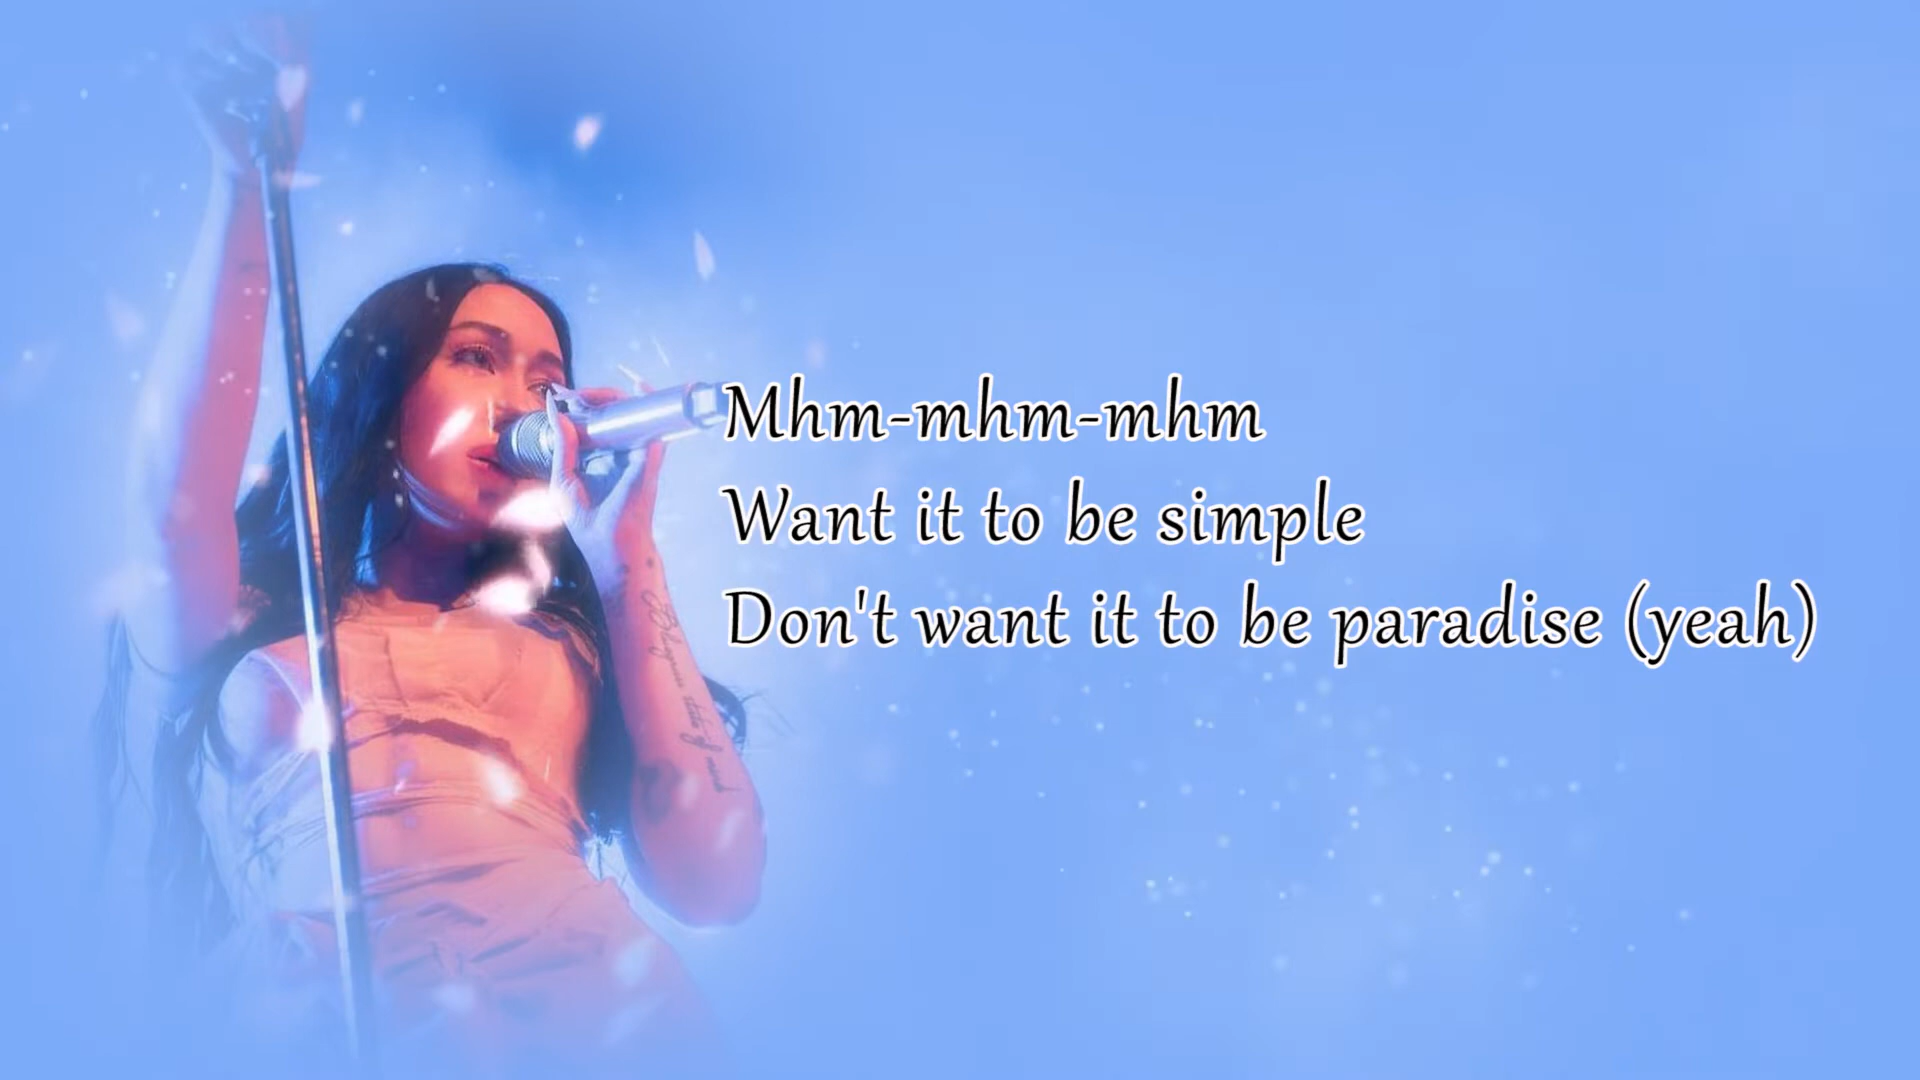 Mhm-mhm-mhm
Want it to be simple
Don't want it to be paradise (yeah)